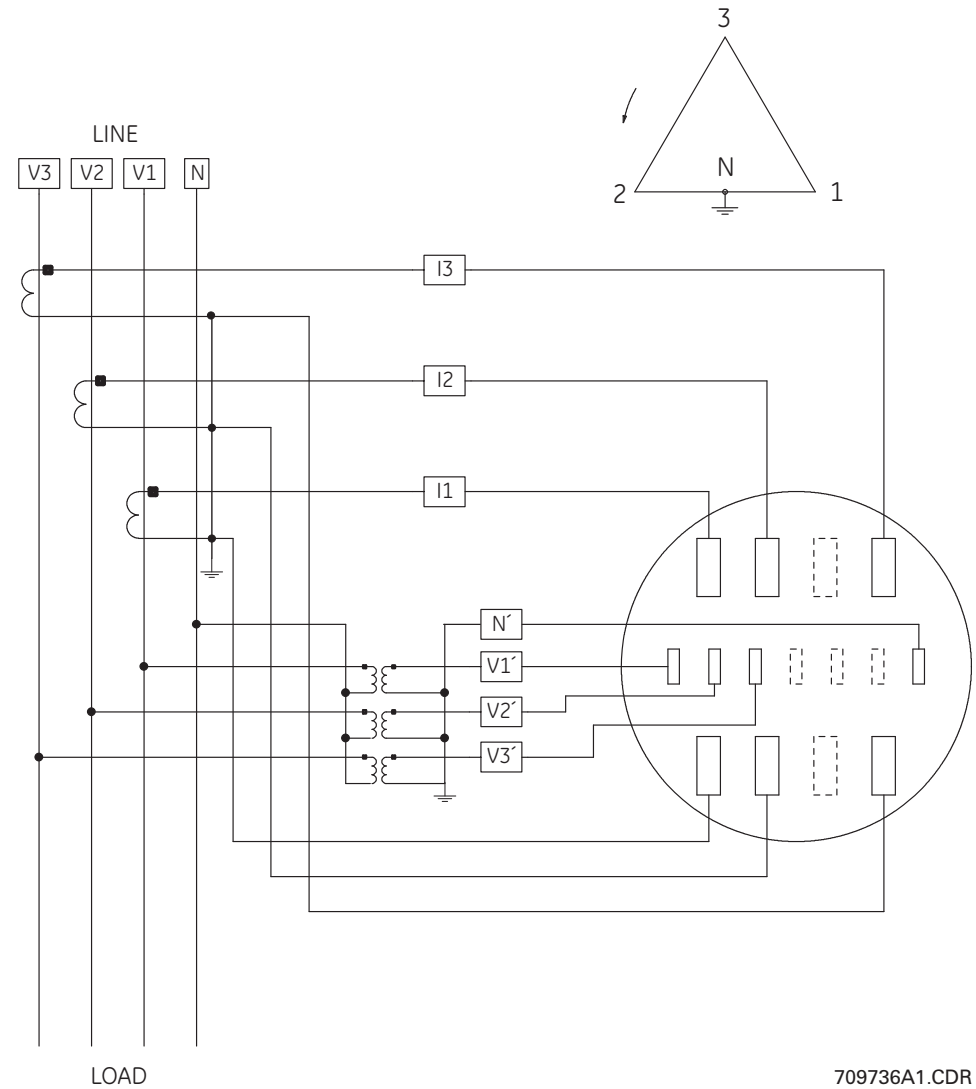 3
N
2
1
LINE
V3
V2
V1
N
I3
I2
I1
N´
V1´
V2´
V3´
LOAD
709736A1.CDR